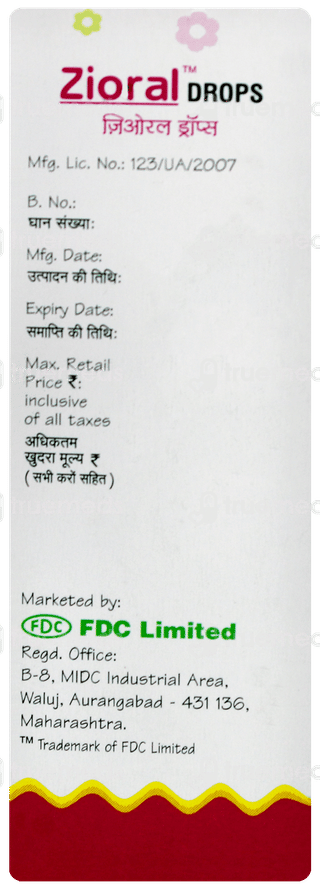 Zioral™ DROPS
ज़िओरल ड्रॉप्स
Mfg. Lic. No.: 123/UA/2007
B. No.:
घान संख्याः
Mfg. Date:
उत्पादन की तिथिः
Expiry Date:
समाप्ति की तिथिः
Max. Retail
Price ₹:
inclusive
of all taxes
अधिकतम
खुदरा मूल्य ₹
( सभी करों सहित )
Marketed by:
FDC FDC Limited
Regd. Office:
B-8, MIDC Industrial Area,
Waluj, Aurangabad - 431 136,
Maharashtra.
™ Trademark of FDC Limited